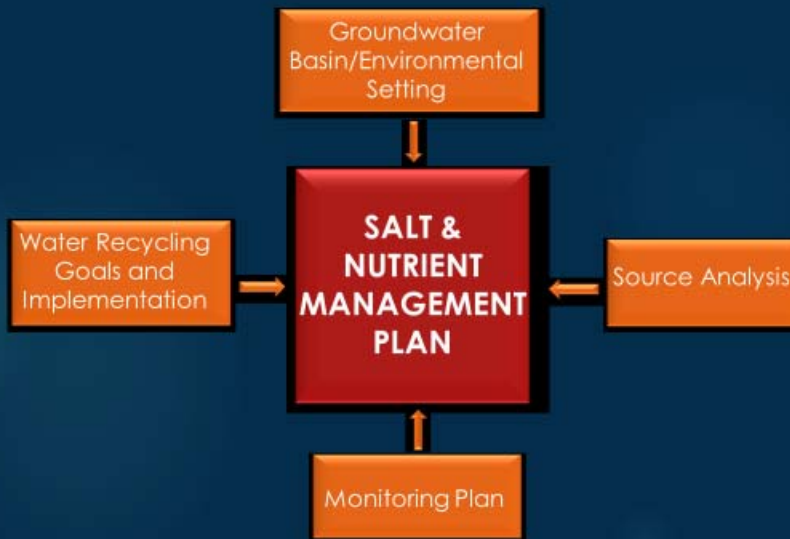 Groundwater
Basin/Environmental
Setting
Water Recycling
Goals and
Implementation
SALT &
NUTRIENT
MANAGEMENT
PLAN
Source Analysis
Monitoring Plan